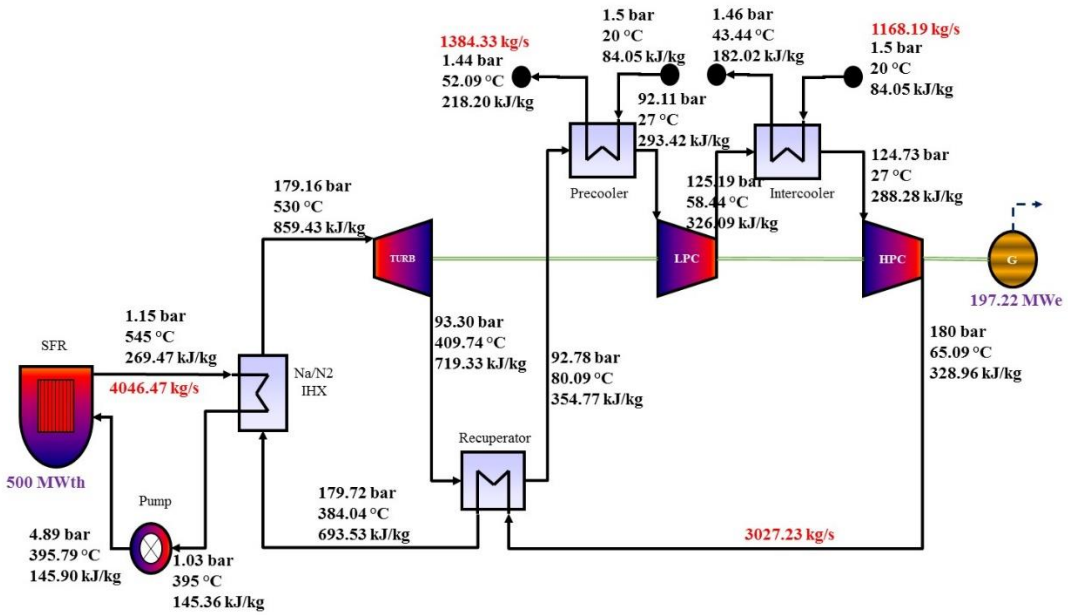 1384.33 kg/s
1.44 bar
52.09 °C
218.20 kJ/kg
1.5 bar
20 °C
84.05 kJ/kg
1.46 bar
43.44 °C
182.02 kJ/kg
1168.19 kg/s
1.5 bar
20 °C
84.05 kJ/kg
92.11 bar
27 °C
293.42 kJ/kg
Precooler
125.19 bar
58.44 °C
326.09 kJ/kg
Intercooler
124.73 bar
27 °C
288.28 kJ/kg
179.16 bar
530 °C
859.43 kJ/kg
TURB
LPC
HPC
G
197.22 MWe
1.15 bar
545 °C
269.47 kJ/kg
SFR
4046.47 kg/s
Na/N2
IHX
93.30 bar
409.74 °C
719.33 kJ/kg
92.78 bar
80.09 °C
354.77 kJ/kg
180 bar
65.09 °C
328.96 kJ/kg
Recuperator
500 MWth
Pump
179.72 bar
384.04 °C
693.53 kJ/kg
3027.23 kg/s
4.89 bar
395.79 °C
145.90 kJ/kg
1.03 bar
395 °C
145.36 kJ/kg